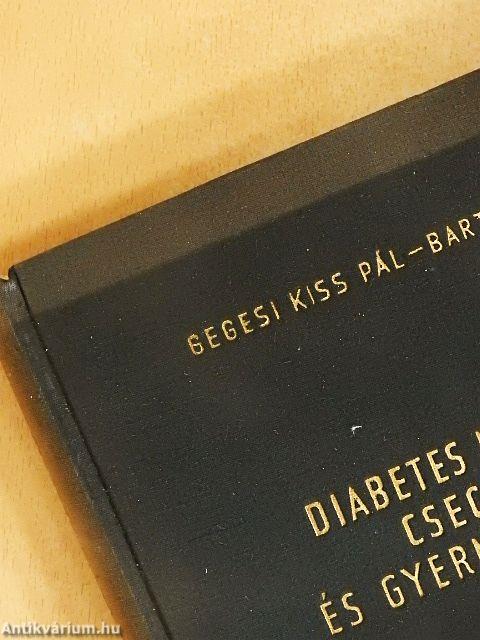 GEGESI KISS PÁL–BART
DIABETES
CSEC
ÉS GYERM
Antikvárium.hu